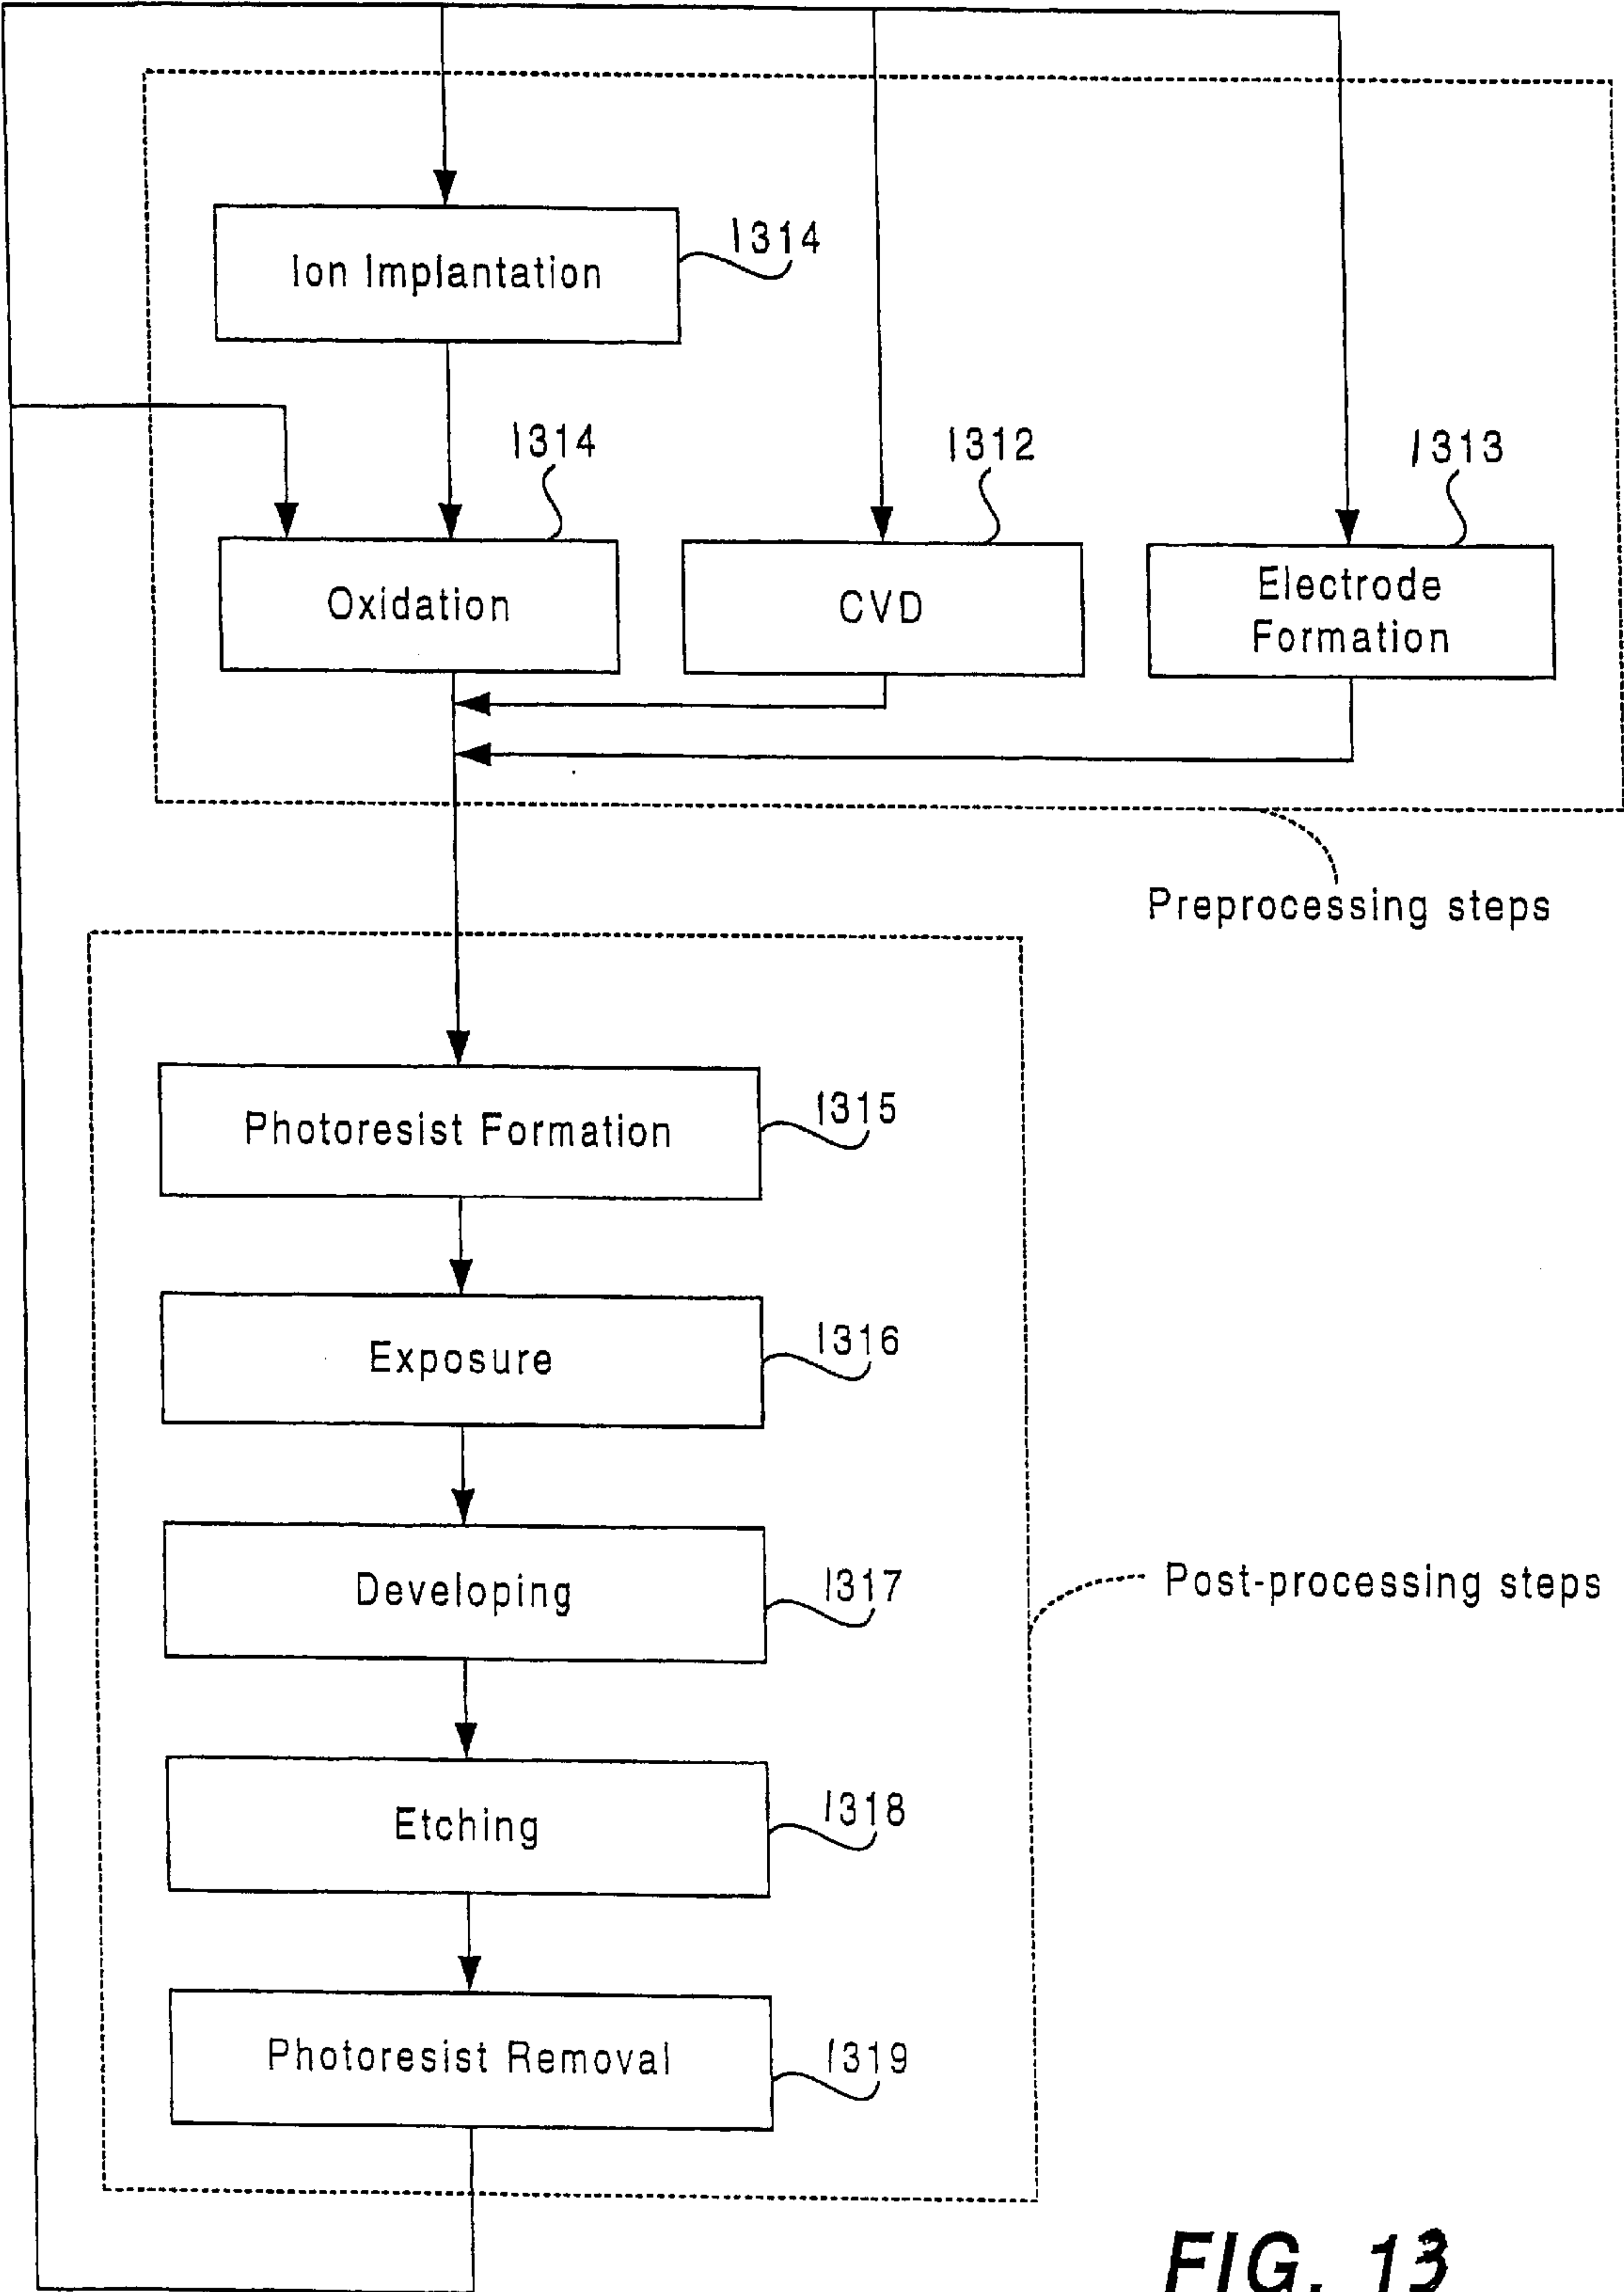 Ion Implantation
1314
1314
1312
1313
Oxidation
CVD
Electrode
Formation
Preprocessing steps
Photoresist Formation
1315
Exposure
1316
Developing
1317
Post-processing steps
Etching
1318
Photoresist Removal
1319
FIG. 13